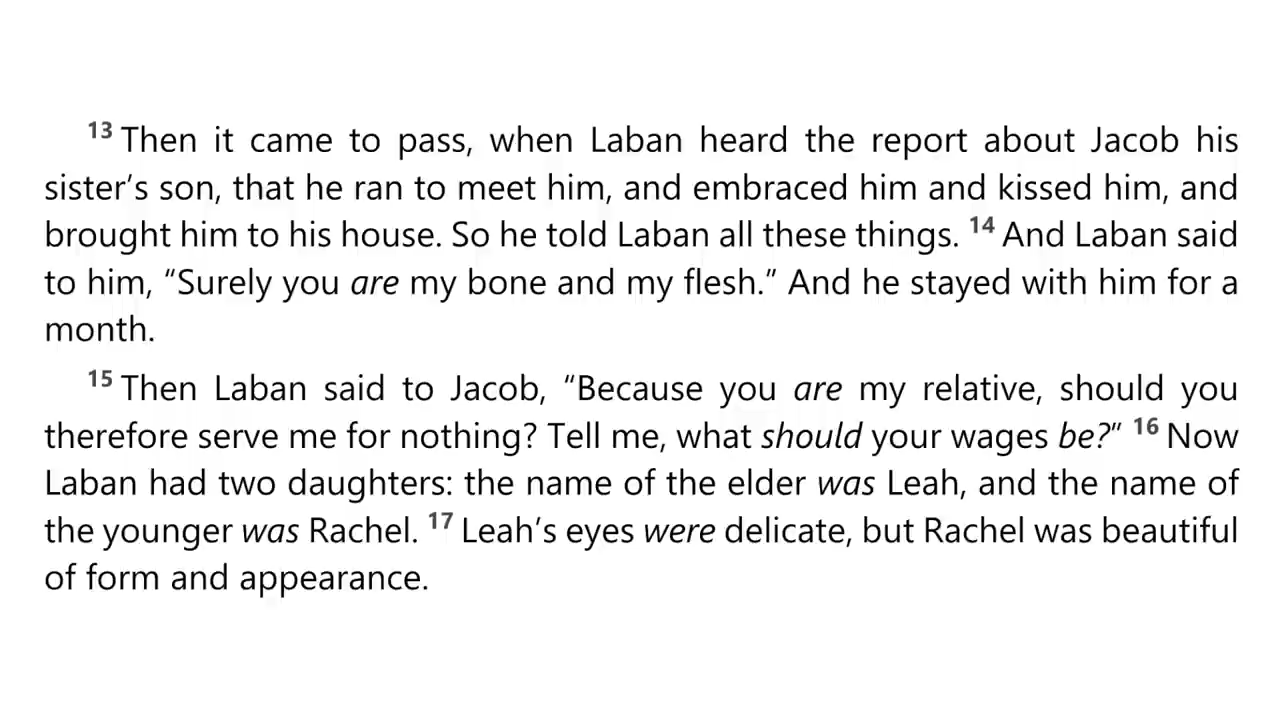 13 Then it came to pass, when Laban heard the report about Jacob his
sister’s son, that he ran to meet him, and embraced him and kissed him, and
brought him to his house. So he told Laban all these things. 14 And Laban said
to him, “Surely you are my bone and my flesh.” And he stayed with him for a
month.
15 Then Laban said to Jacob, “Because you are my relative, should you
therefore serve me for nothing? Tell me, what should your wages be?” 16 Now
Laban had two daughters: the name of the elder was Leah, and the name of
the younger was Rachel. 17 Leah’s eyes were delicate, but Rachel was beautiful
of form and appearance.